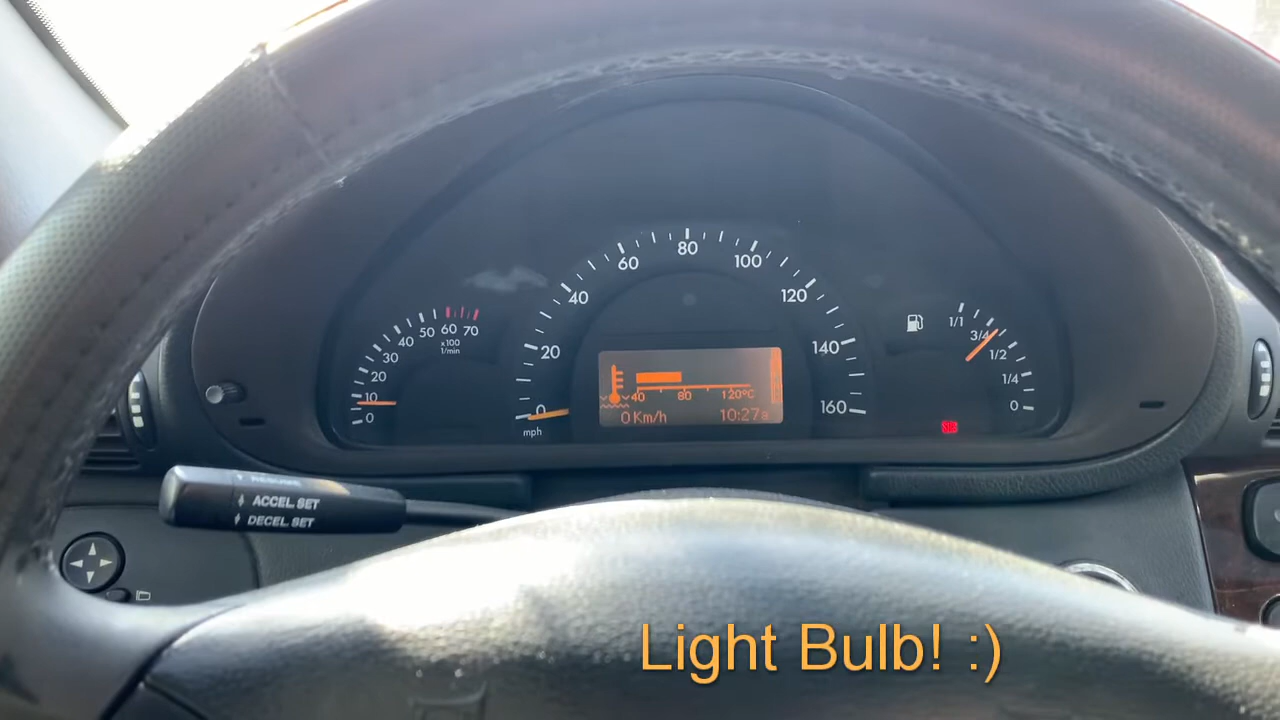 80
60
100
40
120
20
140
0
160
mph
50
60
70
40
30
20
10
0
x100
1/min
1/1
3/4
1/2
1/4
0
40 80 120°C
0 Km/h 10:27a
ACCEL. SET
DECEL. SET
Light Bulb! :)